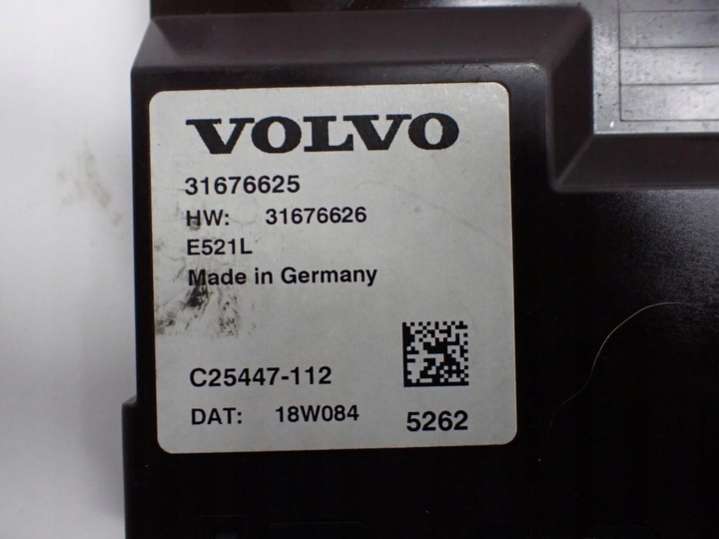 VOLVO
31676625
HW: 31676626
E521L
Made in Germany
C25447-112
DAT: 18W084
5262